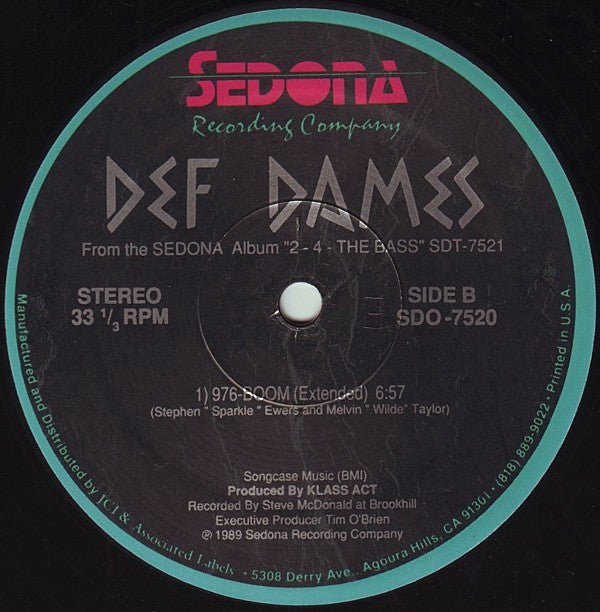 SEDONA
Recording Company
DEF DAMES
From the SEDONA Album "2 - 4 - THE BASS" SDT-7521
STEREO
33 1/3 RPM
SIDE B
SDO -7520
1) 976-BOOM (Extended) 6:57
(Stephen " Sparkle " Ewers and Melvin " Wilde" Taylor)
Songcase Music (BMI)
Produced By KLASS ACT
Recorded By Steve McDonald at Brookhill
Executive Producer Tim O'Brien
℗ 1989 Sedona Recording Company
Manufactured and Distributed by JCI & Associated Labels · 5308 Derry Ave., Agoura Hills, CA 91301 · (818) 889-9022 · Printed in U.S.A.